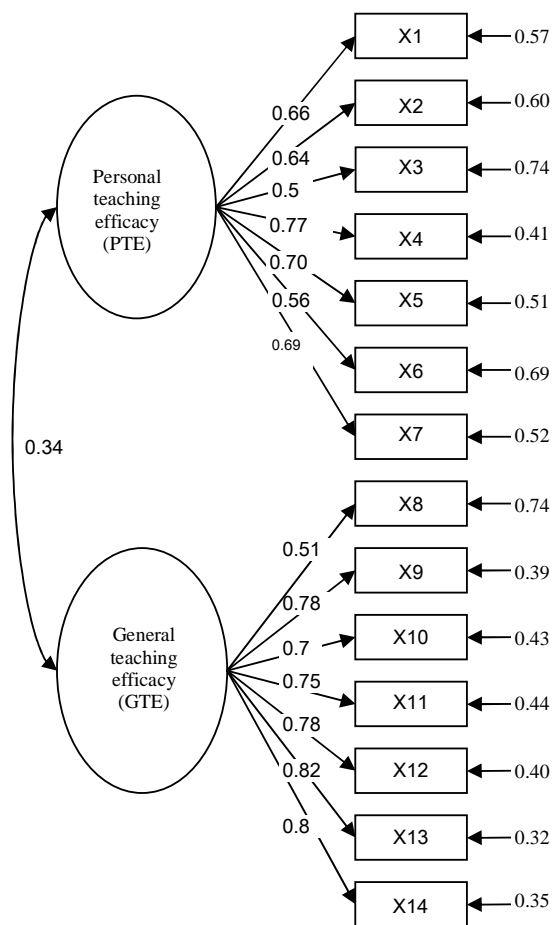 X1
0.57
0.66
X2
0.60
0.64
X3
0.74
0.5
Personal
teaching
efficacy
(PTE)
X4
0.41
0.77
X5
0.51
0.70
X6
0.69
0.56
X7
0.52
0.69
0.34
X8
0.74
0.51
X9
0.39
0.78
X10
0.43
0.7
General
teaching
efficacy
(GTE)
X11
0.44
0.75
X12
0.40
0.78
X13
0.32
0.82
X14
0.35
0.8